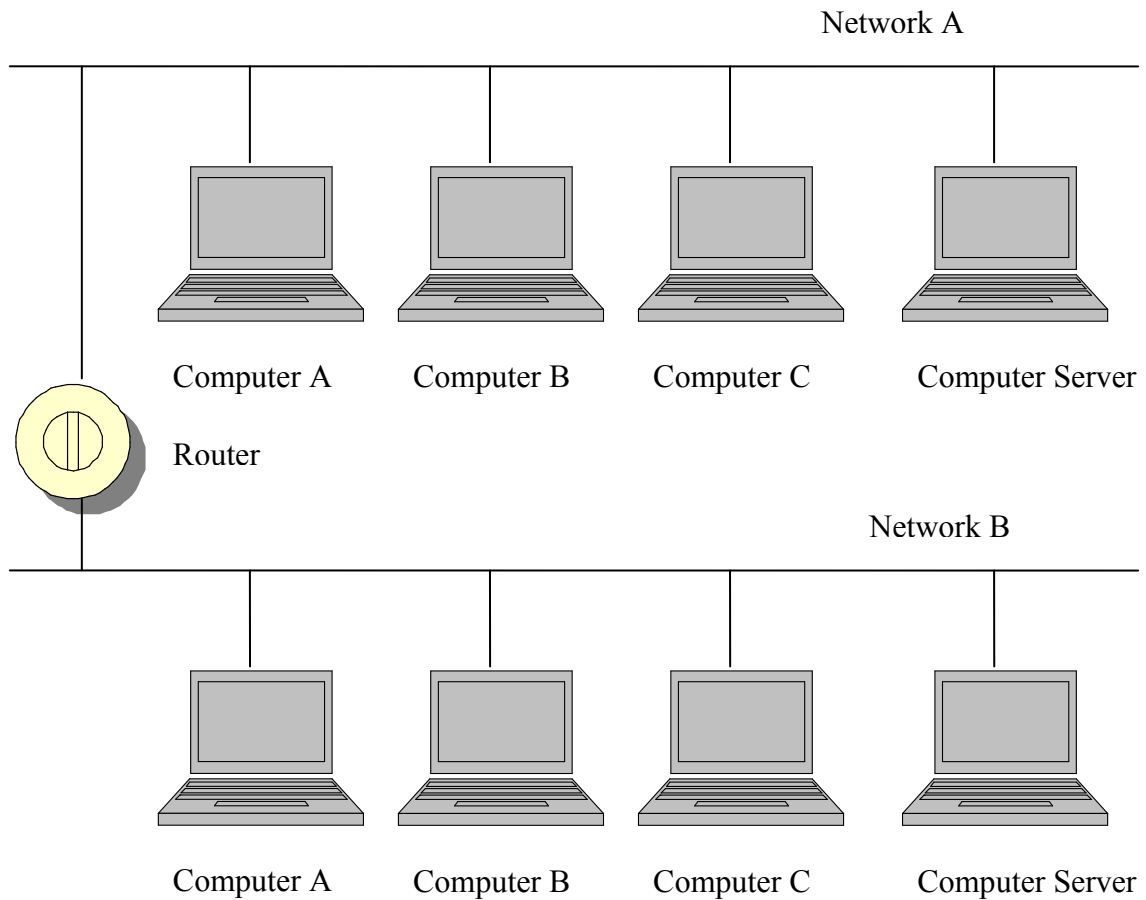 Network A
Computer A
Computer B
Computer C
Computer Server
Router
Network B
Computer A
Computer B
Computer C
Computer Server